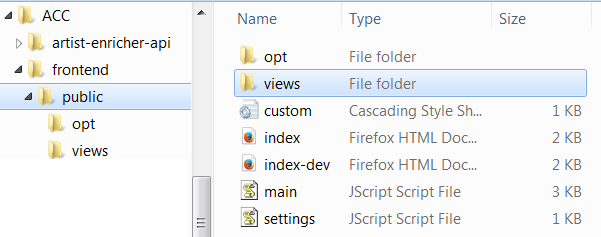 ACC
artist-enricher-api
frontend
public
opt
views
Name Type Size
opt File folder
views File folder
custom Cascading Style Sh... 1 KB
index Firefox HTML Doc... 2 KB
index-dev Firefox HTML Doc... 2 KB
main JScript Script File 3 KB
settings JScript Script File 1 KB